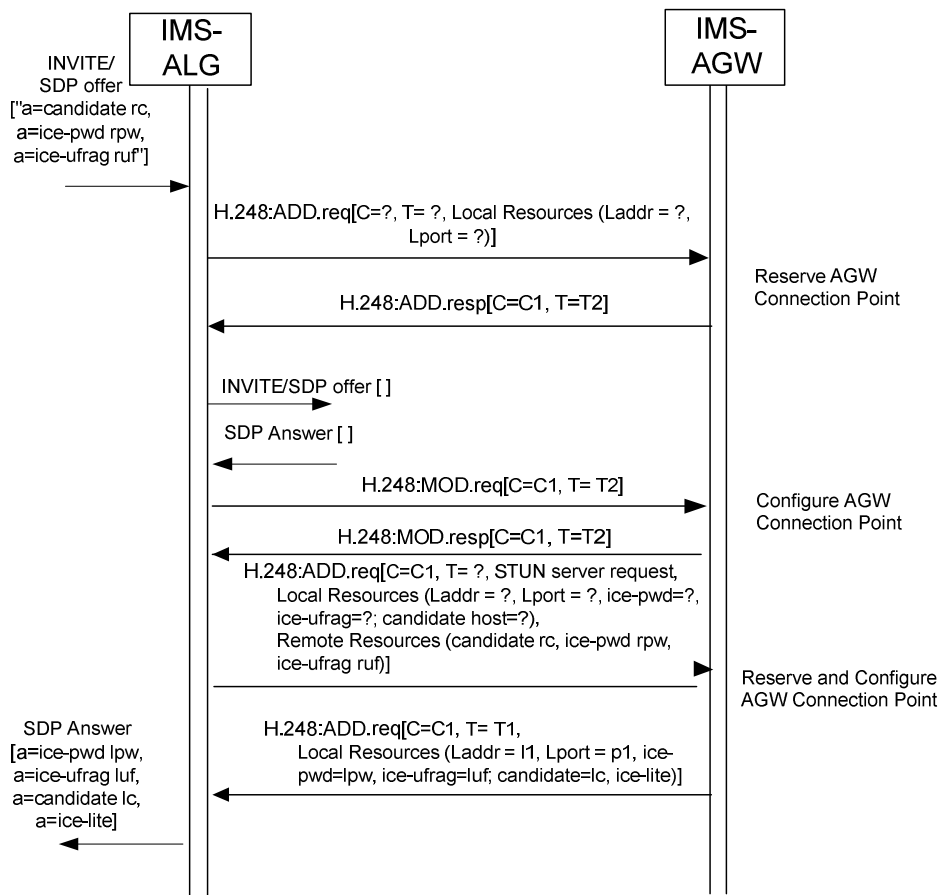 IMS-
ALG
IMS-
AGW
INVITE/
SDP offer
["a=candidate rc,
a=ice-pwd rpw,
a=ice-ufrag ruf"]
H.248:ADD.req[C=?, T= ?, Local Resources (Laddr = ?,
Lport = ?)]
Reserve AGW
Connection Point
H.248:ADD.resp[C=C1, T=T2]
INVITE/SDP offer [ ]
SDP Answer [ ]
H.248:MOD.req[C=C1, T= T2]
Configure AGW
Connection Point
H.248:MOD.resp[C=C1, T=T2]
H.248:ADD.req[C=C1, T= ?, STUN server request,
Local Resources (Laddr = ?, Lport = ?, ice-pwd=?,
ice-ufrag=?; candidate host=?),
Remote Resources (candidate rc, ice-pwd rpw,
ice-ufrag ruf)]
Reserve and Configure
AGW Connection Point
H.248:ADD.req[C=C1, T= T1,
Local Resources (Laddr = l1, Lport = p1, ice-
pwd=lpw, ice-ufrag=luf; candidate=lc, ice-lite)]
SDP Answer
[a=ice-pwd lpw,
a=ice-ufrag luf,
a=candidate lc,
a=ice-lite]